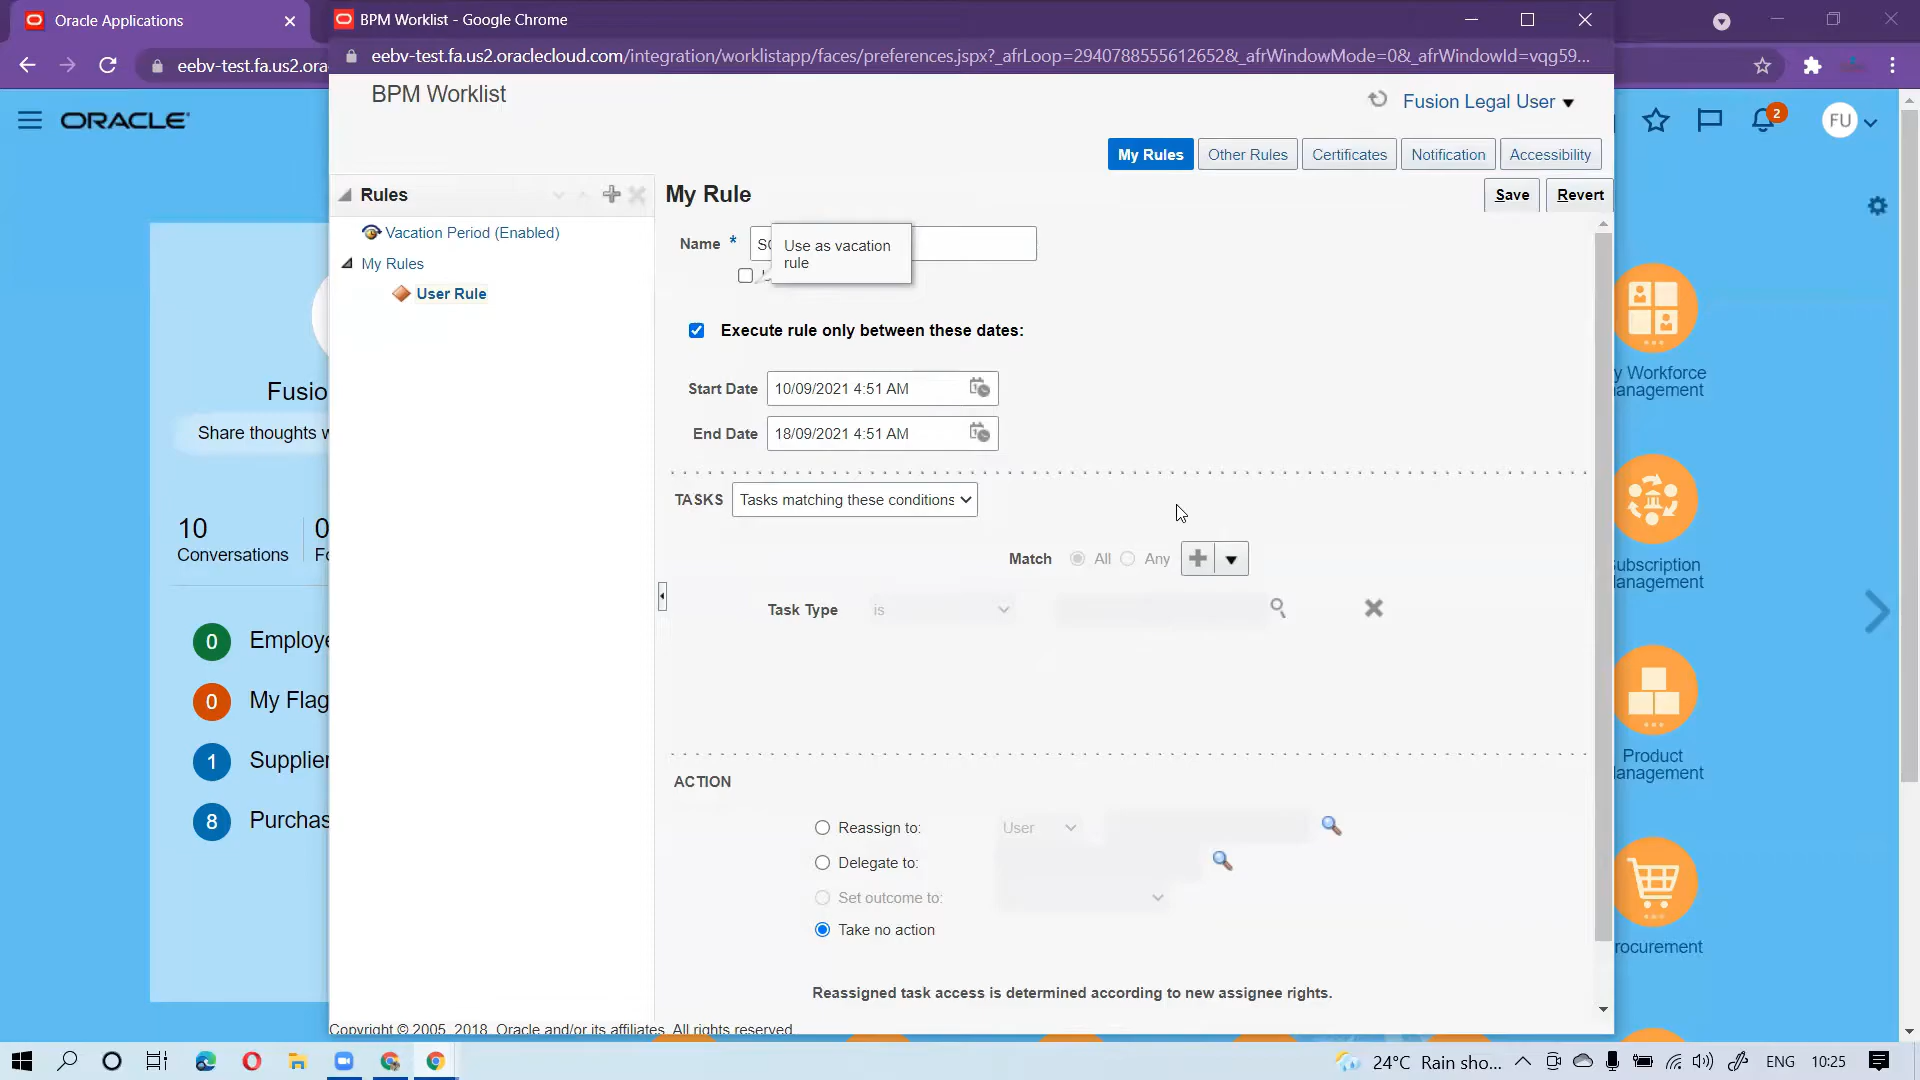 Oracle Applications
BPM Worklist - Google Chrome
eebv-test.fa.us2.ora
eebv-test.fa.us2.oraclecloud.com/integration/worklistapp/faces/preferences.jspx?_afrLoop=2940788555612652&_afrWindowMode=0&_afrWindowId=vqg59...
ORACLE
BPM Worklist
Fusion Legal User
2
FU
My Rules
Other Rules
Certificates
Notification
Accessibility
Rules
My Rule
Save
Revert
Vacation Period (Enabled)
My Rules
User Rule
Name *
Use as vacation
rule
Execute rule only between these dates:
Start Date 10/09/2021 4:51 AM
End Date 18/09/2021 4:51 AM
TASKS Tasks matching these conditions
Match All Any
Task Type is
ACTION
Reassign to: User
Delegate to:
Set outcome to:
Take no action
Reassigned task access is determined according to new assignee rights.
Copyright © 2005, 2018, Oracle and/or its affiliates. All rights reserved
Fusio
Share thoughts w
10
Conversations
0
Fo
0 Employe
0 My Flag
1 Supplier
8 Purchas
y Workforce
anagement
ubscription
anagement
Product
anagement
rocurement
24°C Rain sho...
ENG
10:25